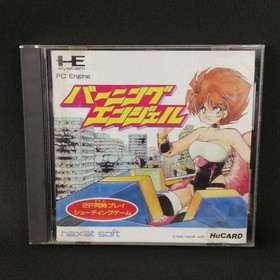 HE
system
PC Engine
バーニング
エンジェル
2P同時プレイ
シューティングゲーム
naxat soft
HuCARD